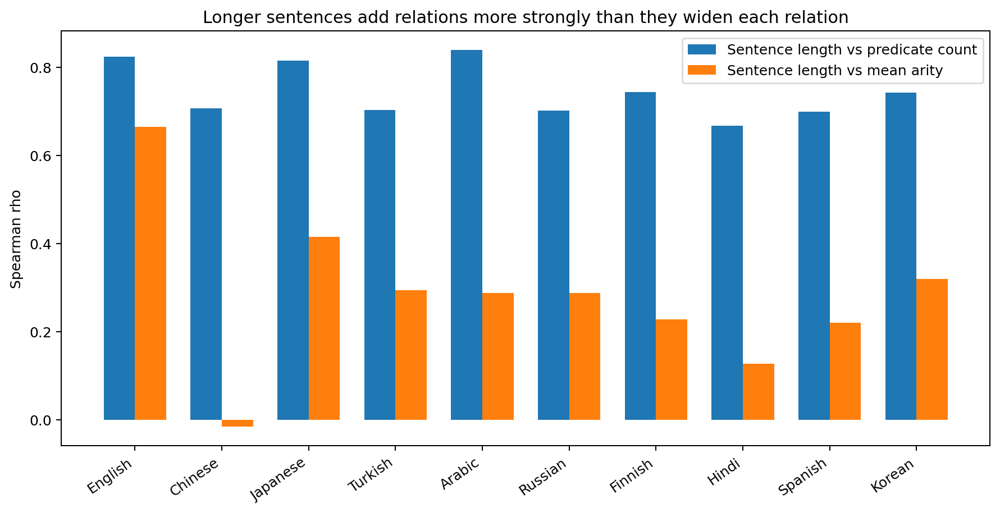 Longer sentences add relations more strongly than they widen each relation
Sentence length vs predicate count
Sentence length vs mean arity
Spearman rho
0.8
0.6
0.4
0.2
0.0
English
Chinese
Japanese
Turkish
Arabic
Russian
Finnish
Hindi
Spanish
Korean